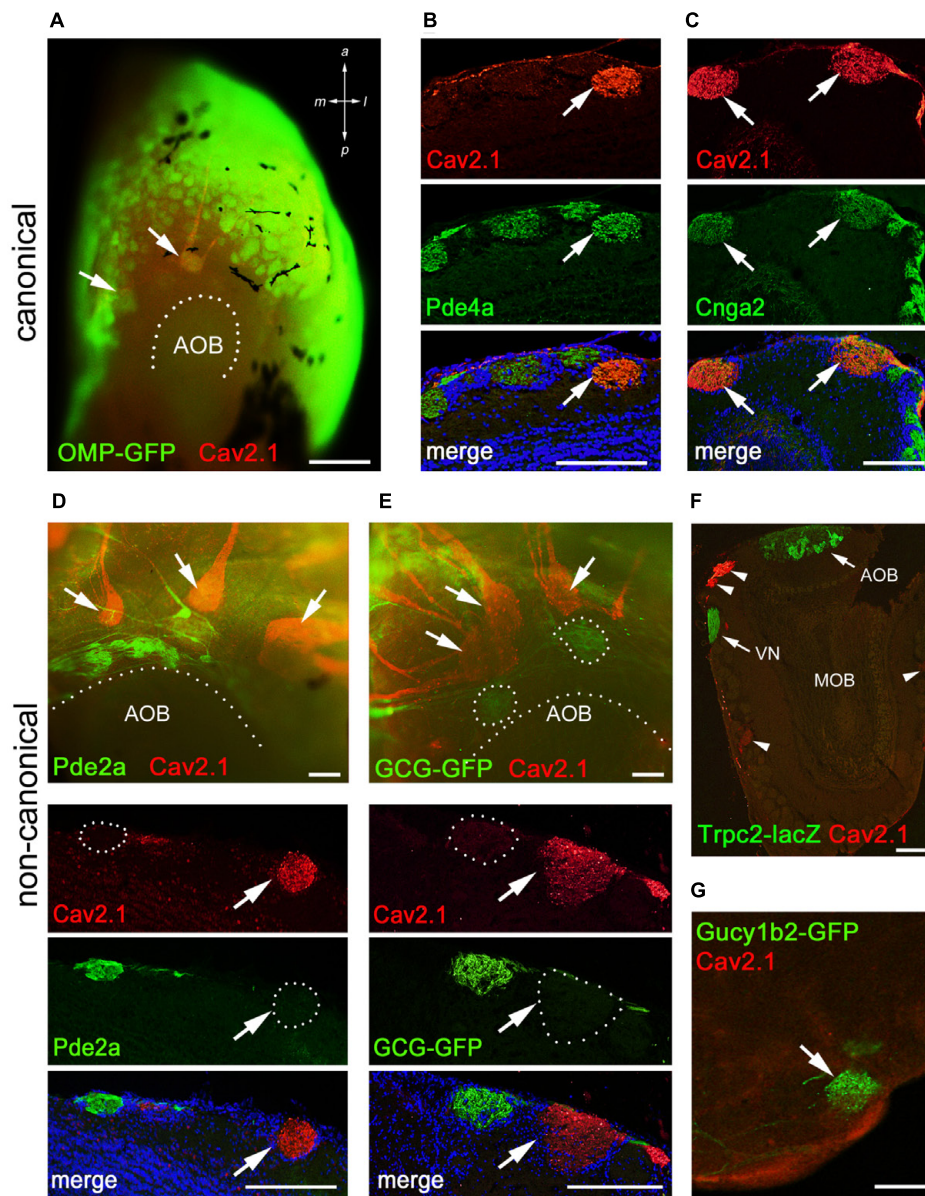 A
B
C
a
m l
p
canonical
AOB
OMP-GFP Cav2.1
Cav2.1
Pde4a
merge
Cav2.1
Cnga2
merge
D
E
F
G
non-canonical
AOB
Pde2a Cav2.1
Cav2.1
Pde2a
merge
AOB
GCG-GFP Cav2.1
Cav2.1
GCG-GFP
merge
AOB
VN
MOB
Trpc2-lacZ Cav2.1
Gucy1b2-GFP
Cav2.1